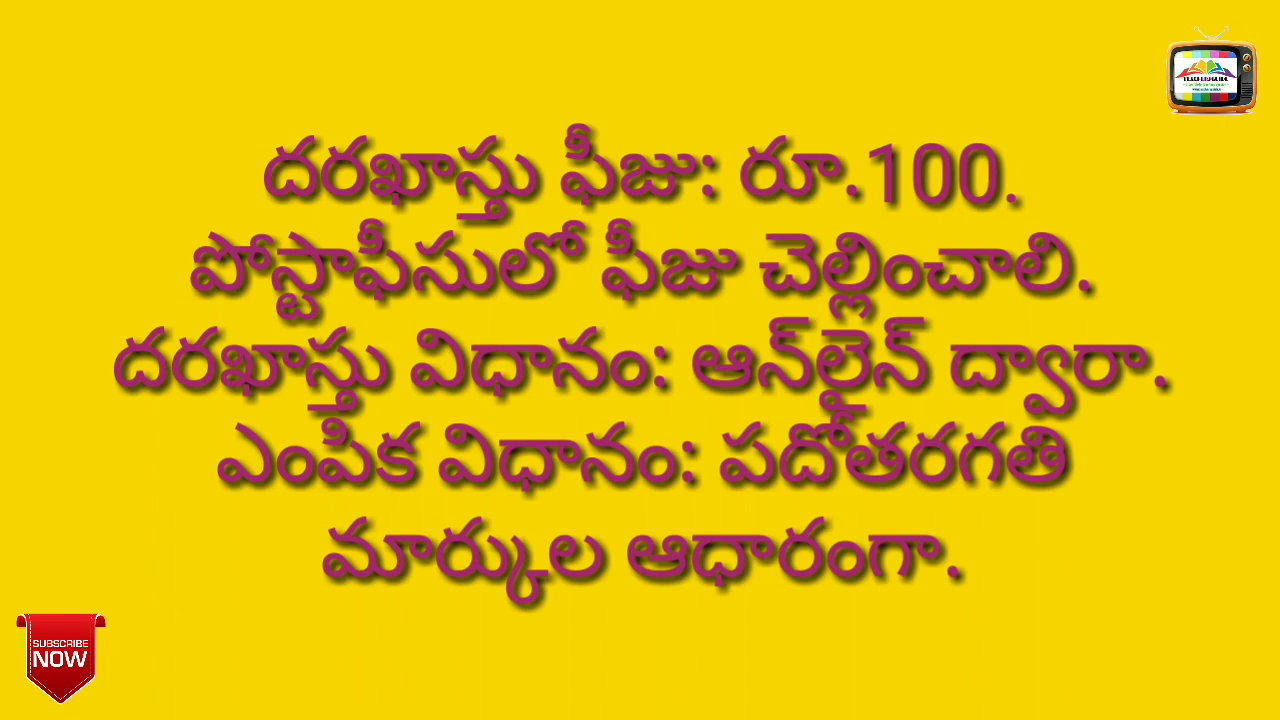 దరఖాస్తు ఫీజు: రూ.100.
పోస్టాఫీసులో ఫీజు చెల్లించాలి.
దరఖాస్తు విధానం: ఆన్‌లైన్ ద్వారా.
ఎంపిక విధానం: పదోతరగతి
మార్కుల ఆధారంగా.
SUBSCRIBE
NOW